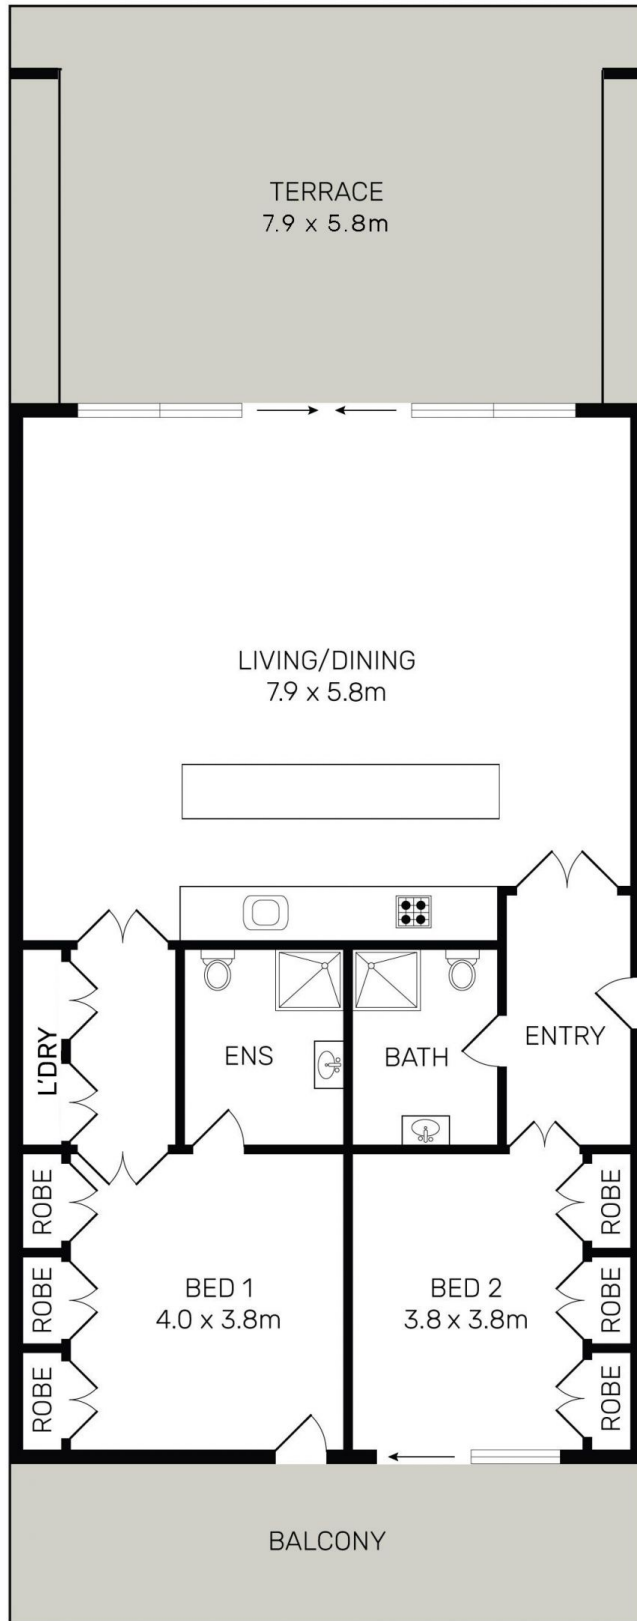 TERRACE
7.9 x 5.8m
LIVING/DINING
7.9 x 5.8m
L'DRY
ENS
BATH
ENTRY
ROBE
ROBE
ROBE
BED 1
4.0 x 3.8m
BED 2
3.8 x 3.8m
ROBE
ROBE
ROBE
BALCONY